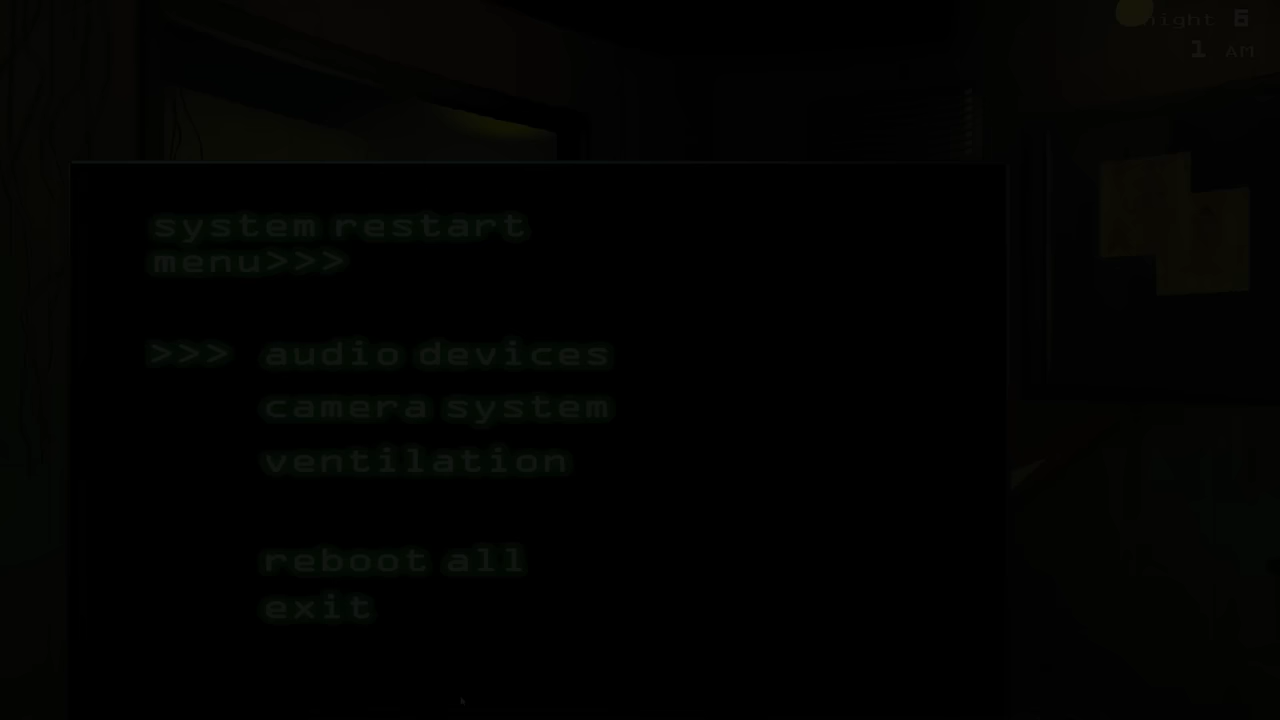 night 6
1 AM
system restart
menu>>>
>>> audio devices
camera system
ventilation
reboot all
exit